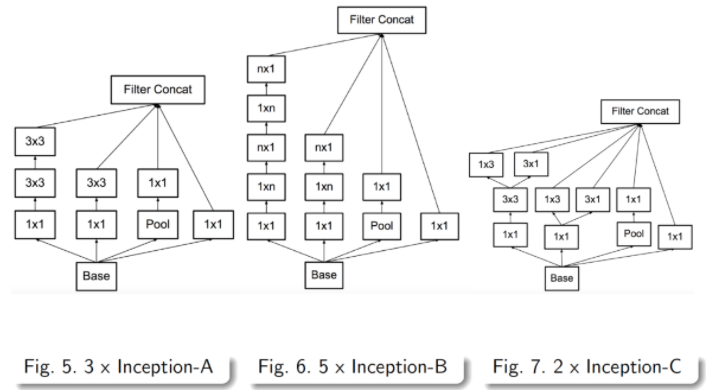 Filter Concat
3x3
3x3 3x3 1x1
1x1 1x1 Pool 1x1
Base
Fig. 5. 3 × Inception-A
Filter Concat
nx1
1xn
nx1 nx1
1xn 1xn 1x1
1x1 1x1 Pool 1x1
Base
Fig. 6. 5 × Inception-B
Filter Concat
1x3 3x1
3x3 1x3 3x1 1x1
1x1 1x1 Pool 1x1
Base
Fig. 7. 2 × Inception-C